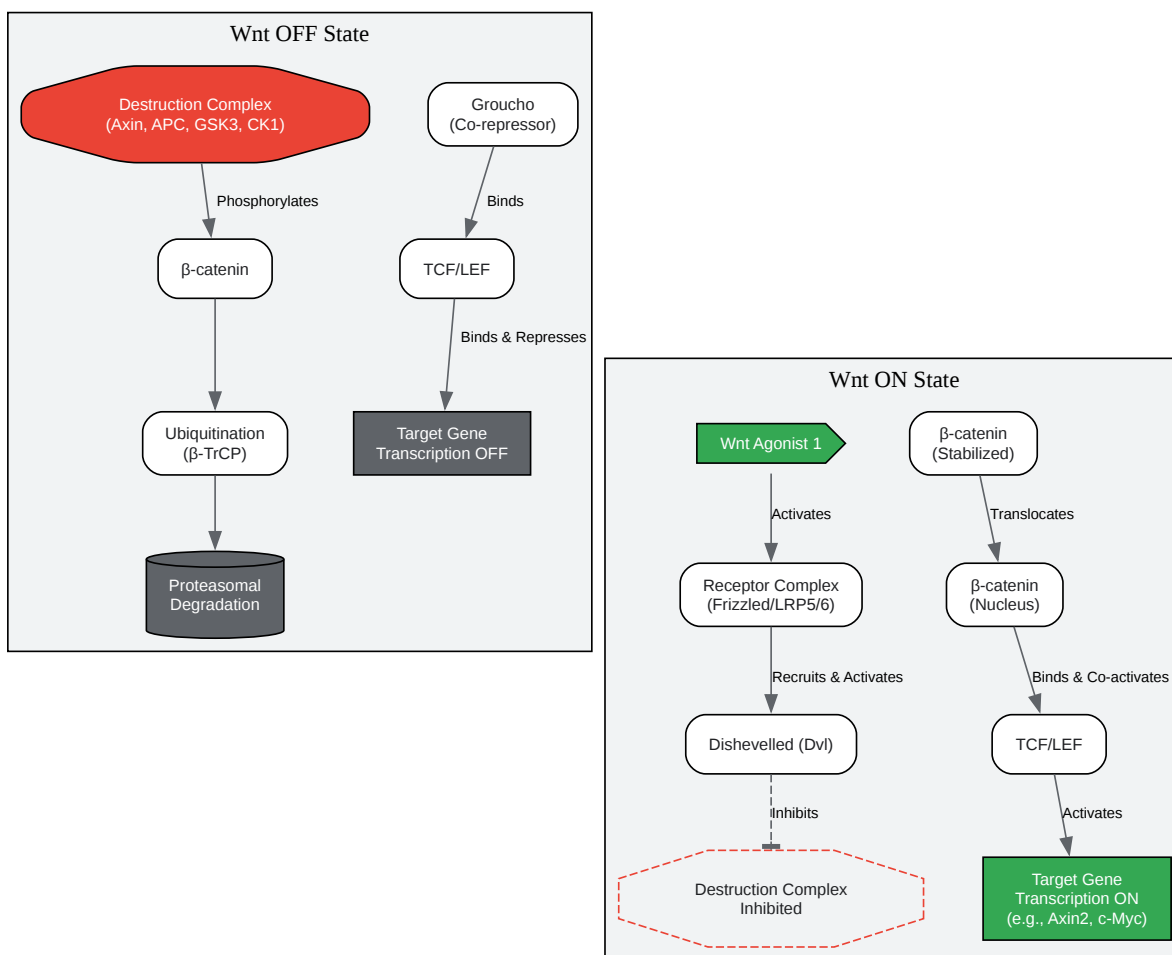 Wnt OFF State
Destruction Complex
(Axin, APC, GSK3, CK1)
Groucho
(Co-repressor)
Phosphorylates
Binds
β-catenin
TCF/LEF
Binds & Represses
Ubiquitination
(β-TrCP)
Target Gene
Transcription OFF
Proteasomal
Degradation
Wnt ON State
Wnt Agonist 1
β-catenin
(Stabilized)
Activates
Translocates
Receptor Complex
(Frizzled/LRP5/6)
β-catenin
(Nucleus)
Recruits & Activates
Binds & Co-activates
Dishevelled (Dvl)
TCF/LEF
Inhibits
Activates
Destruction Complex
Inhibited
Target Gene
Transcription ON
(e.g., Axin2, c-Myc)